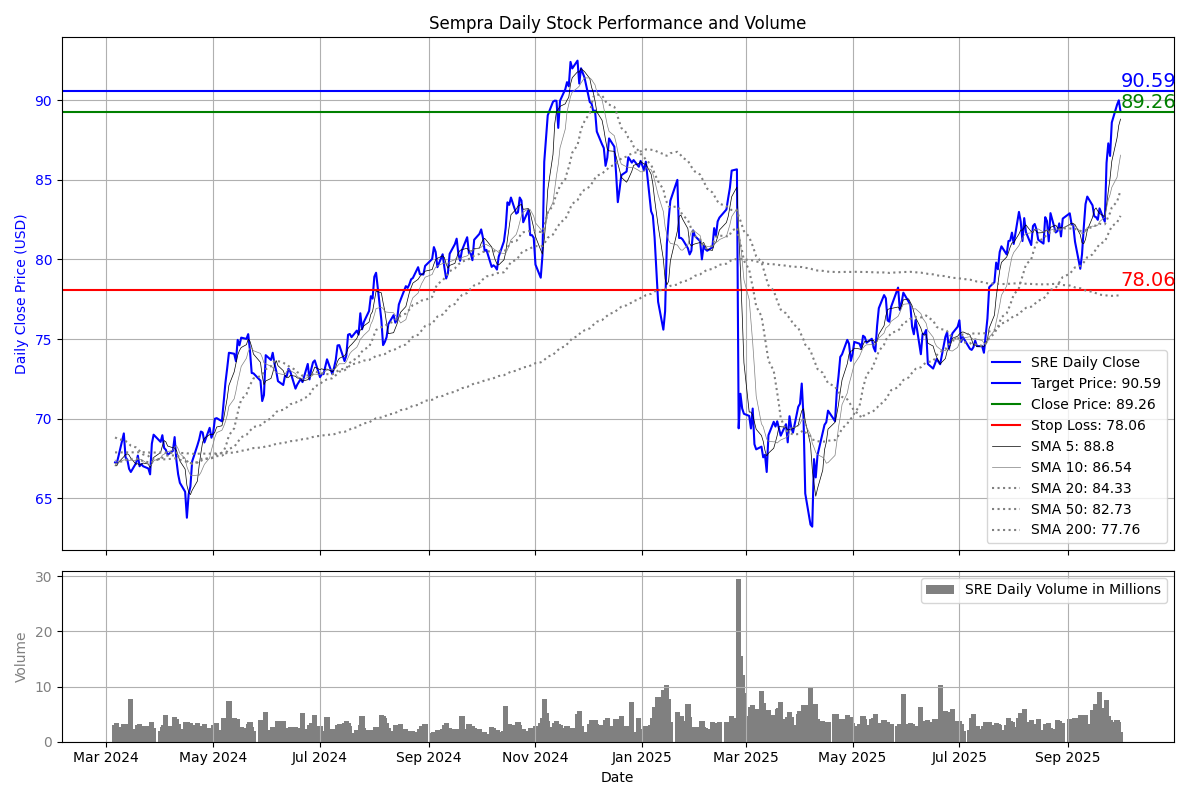 Sempra Daily Stock Performance and Volume
Daily Close Price (USD)
90
85
80
75
70
65
90.59
89.26
78.06
SRE Daily Close
Target Price: 90.59
Close Price: 89.26
Stop Loss: 78.06
SMA 5: 88.8
SMA 10: 86.54
SMA 20: 84.33
SMA 50: 82.73
SMA 200: 77.76
Volume
30
20
10
0
SRE Daily Volume in Millions
Mar 2024
May 2024
Jul 2024
Sep 2024
Nov 2024
Jan 2025
Mar 2025
May 2025
Jul 2025
Sep 2025
Date